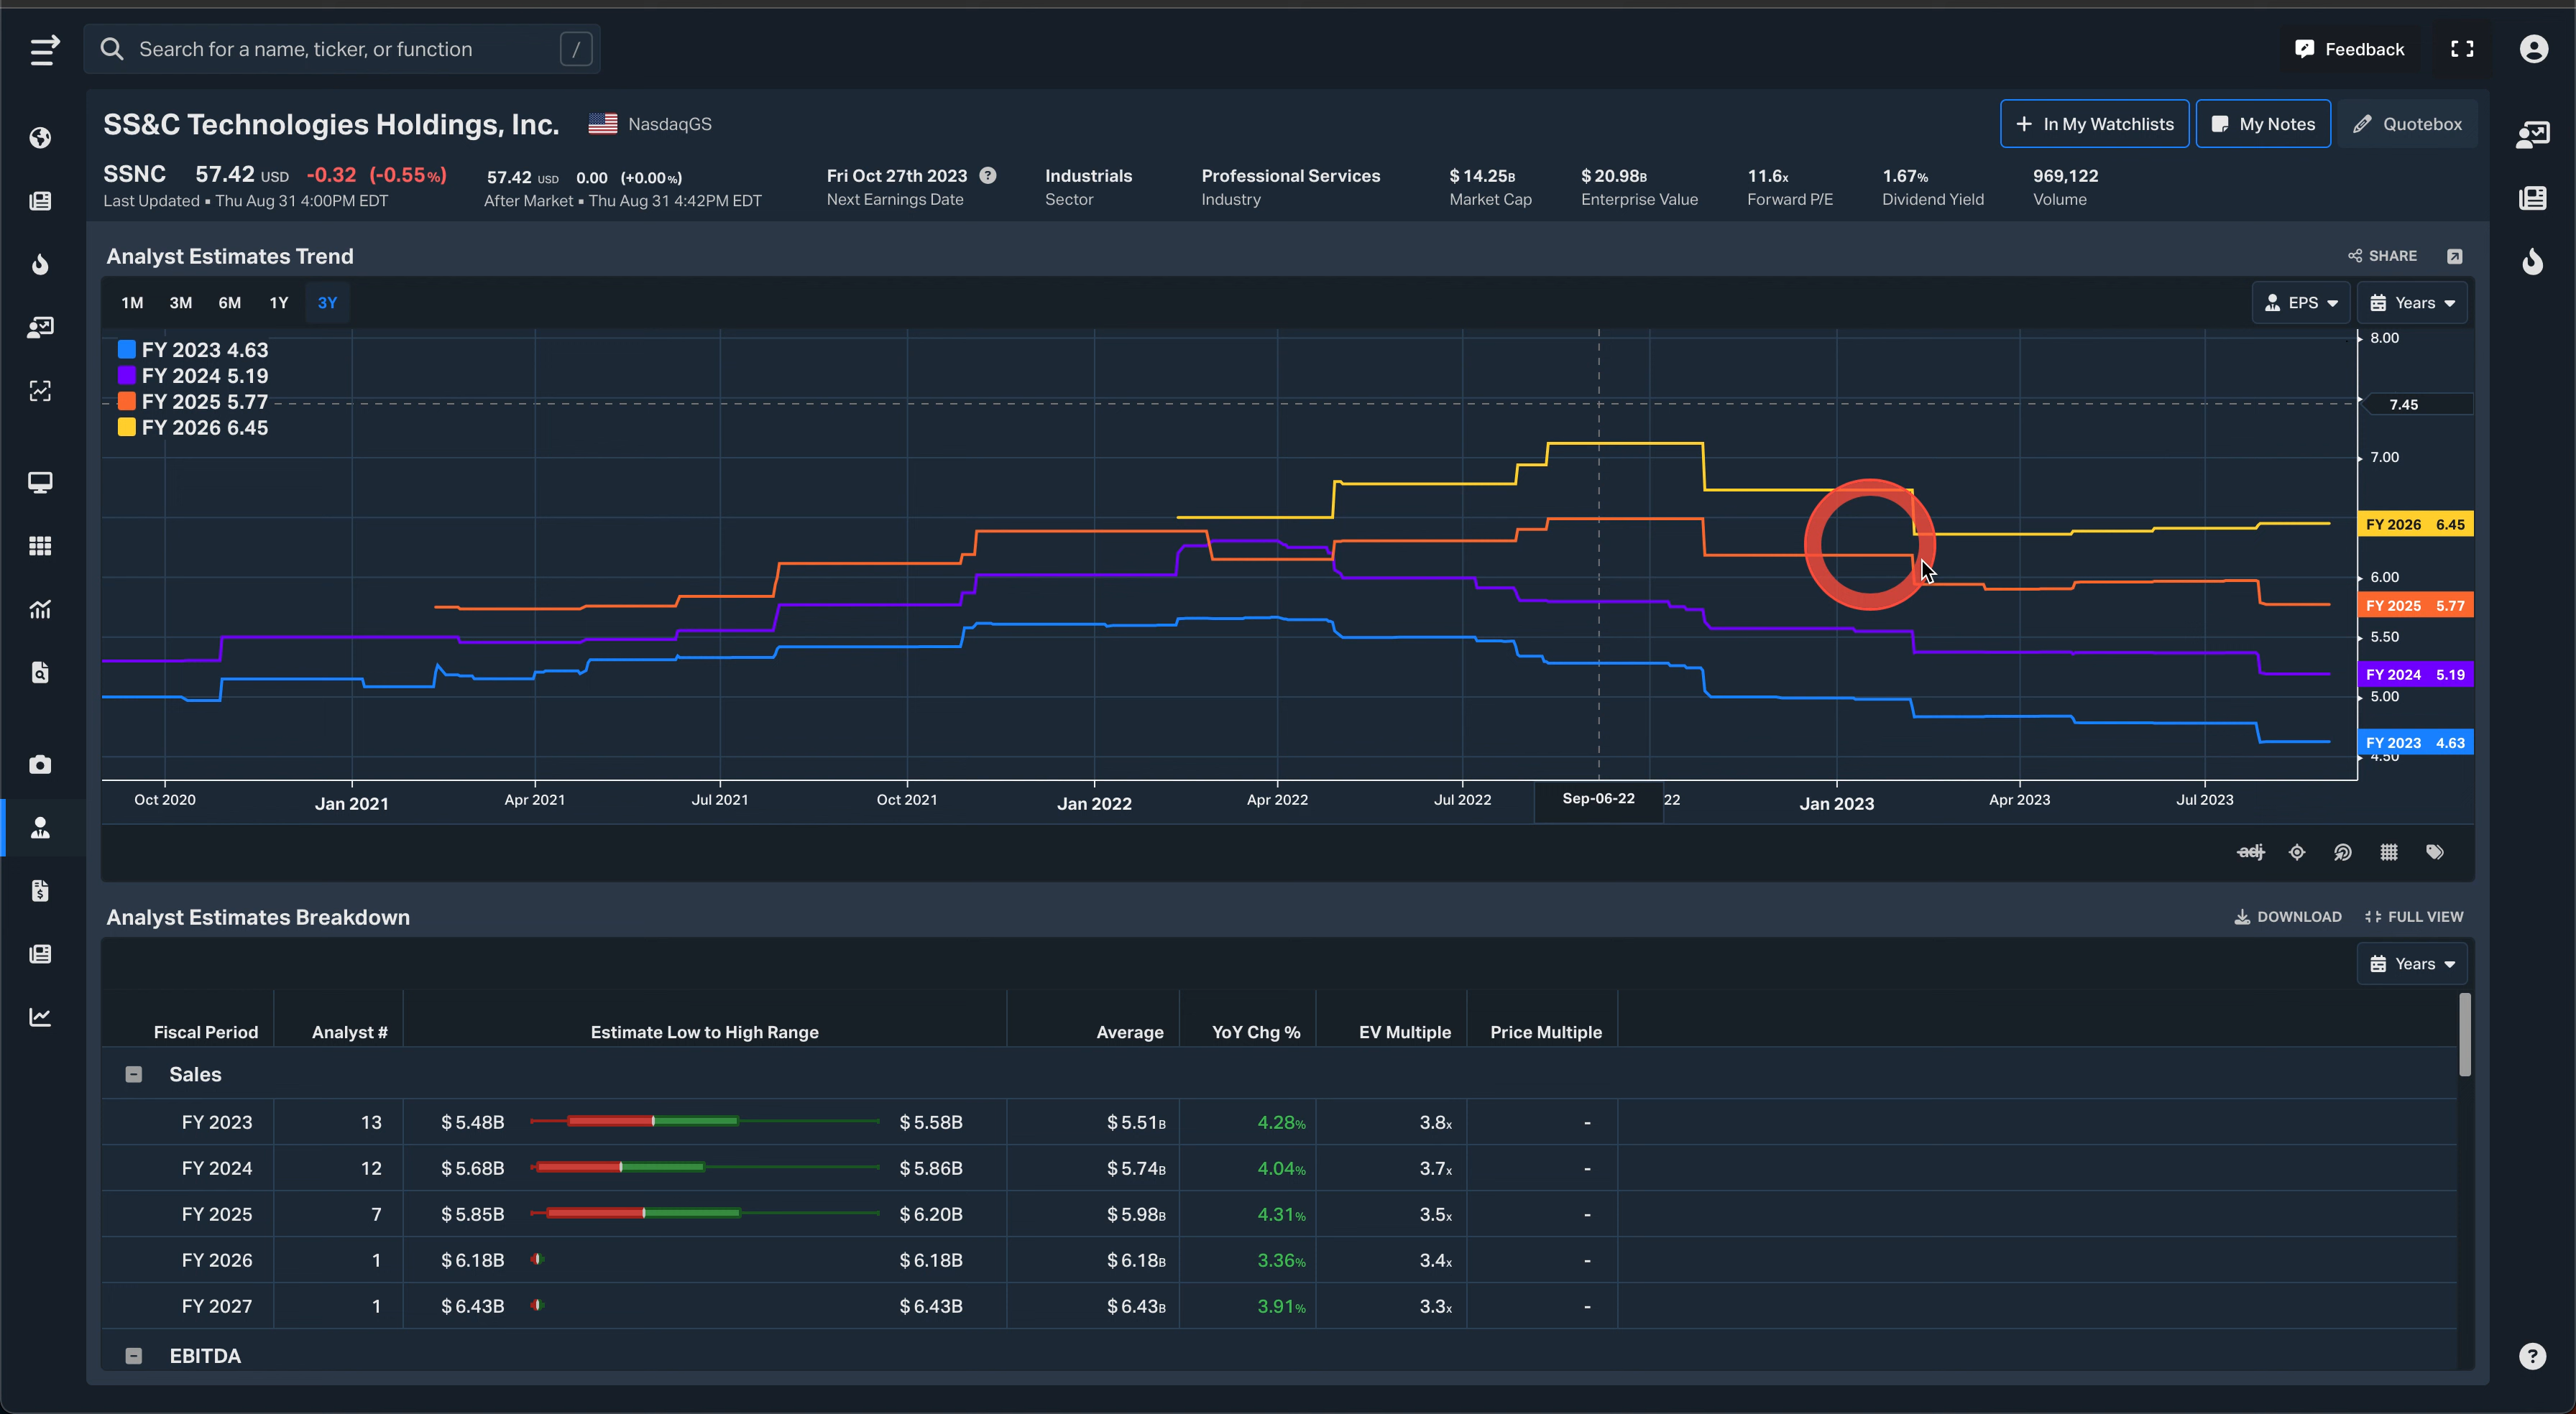 Search for a name, ticker, or function /
Feedback
SS&C Technologies Holdings, Inc. NasdaqGS
In My Watchlists My Notes Quotebox
SSNC 57.42 USD -0.32 (-0.55%) 57.42 USD 0.00 (+0.00%) Fri Oct 27th 2023 ? Industrials Professional Services $ 14.25B $ 20.98B 11.6x 1.67% 969,122
Last Updated ▪ Thu Aug 31 4:00PM EDT After Market ▪ Thu Aug 31 4:42PM EDT Next Earnings Date Sector Industry Market Cap Enterprise Value Forward P/E Dividend Yield Volume
Analyst Estimates Trend SHARE
1M 3M 6M 1Y 3Y EPS Years
FY 2023 4.63
FY 2024 5.19
FY 2025 5.77
FY 2026 6.45
8.00
7.45
7.00
FY 2026 6.45
6.00
FY 2025 5.77
5.50
FY 2024 5.19
5.00
FY 2023 4.63
4.50
Oct 2020 Jan 2021 Apr 2021 Jul 2021 Oct 2021 Jan 2022 Apr 2022 Jul 2022 Sep-06-22 22 Jan 2023 Apr 2023 Jul 2023
adj
Analyst Estimates Breakdown DOWNLOAD FULL VIEW
Years
Fiscal Period Analyst # Estimate Low to High Range Average YoY Chg % EV Multiple Price Multiple
Sales
FY 2023 13 $ 5.48B $ 5.58B $ 5.51B 4.28% 3.8x -
FY 2024 12 $ 5.68B $ 5.86B $ 5.74B 4.04% 3.7x -
FY 2025 7 $ 5.85B $ 6.20B $ 5.98B 4.31% 3.5x -
FY 2026 1 $ 6.18B $ 6.18B $ 6.18B 3.36% 3.4x -
FY 2027 1 $ 6.43B $ 6.43B $ 6.43B 3.91% 3.3x -
EBITDA
?